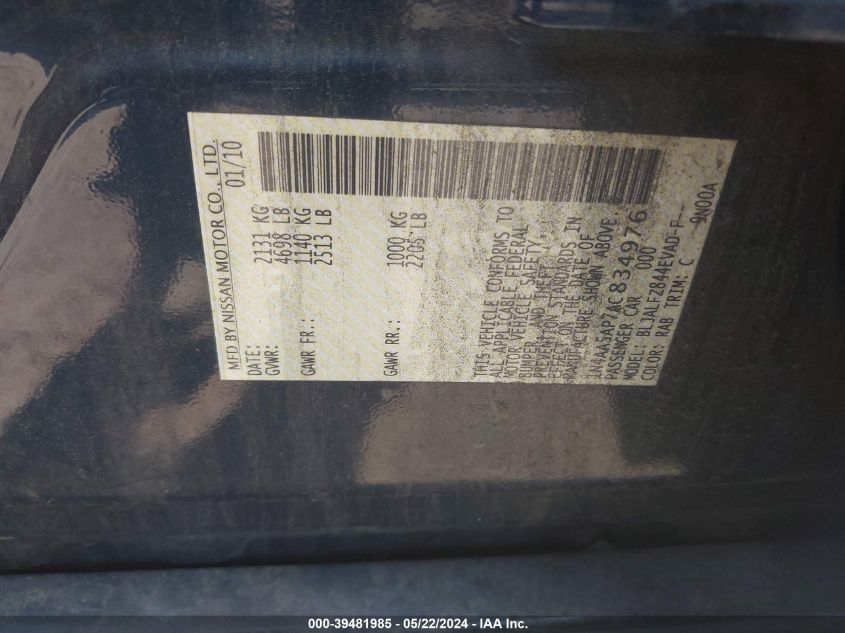 MFD BY NISSAN MOTOR CO., LTD.
DATE: 01/10
GVWR: 2131 KG
4698 LB
GAWR FR.: 1140 KG
2513 LB
GAWR RR.: 1000 KG
2205 LB
THIS VEHICLE CONFORMS TO
ALL APPLICABLE FEDERAL
MOTOR VEHICLE SAFETY,
BUMPER AND THEFT
PREVENTION STANDARDS IN
EFFECT ON THE DATE OF
MANUFACTURE SHOWN ABOVE.
JN1AA5AP7AC834976
PASSENGER CAR 000
MODEL: BL1ALFZ844EVAD-F--
COLOR: RAB TRIM: C 9N00A
000-39481985 / 05/22/2024 - IAA Inc.